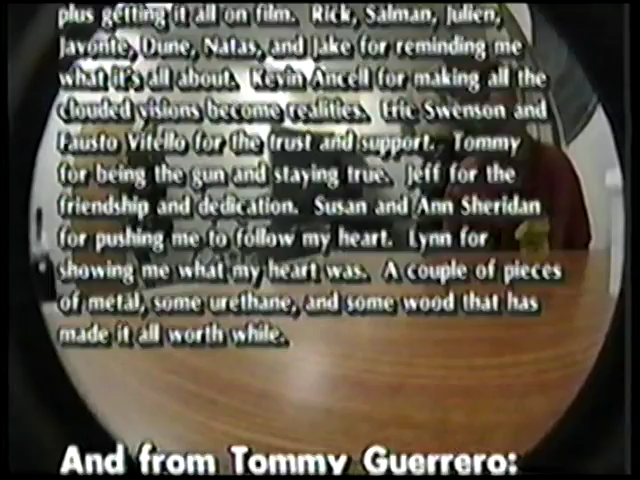 plus getting it all on film. Rick, Salman, Julien,
Javonte, Dune, Natas, and Jake for reminding me
what it's all about. Kevin Ancell for making all the
clouded visions become realities. Eric Swenson and
Fausto Vitello for the trust and support. Tommy
for being the gun and staying true. Jeff for the
friendship and dedication. Susan and Ann Sheridan
for pushing me to follow my heart. Lynn for
showing me what my heart was. A couple of pieces
of metal, some urethane, and some wood that has
made it all worth while.
And from Tommy Guerrero: